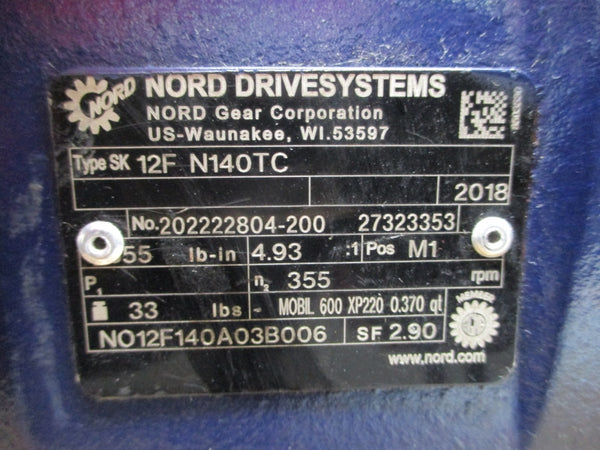 NORD
NORD DRIVESYSTEMS
NORD Gear Corporation
US-Waunakee, WI.53597
Type SK 12F N140TC
2018
No. 202222804-200 27323353
55 lb-in 4.93 :1 Pos M1
P1 n2 355 rpm
33 lbs - MOBIL 600 XP220 0.370 qt
NO12F140A03B006 SF 2.90
www.nord.com